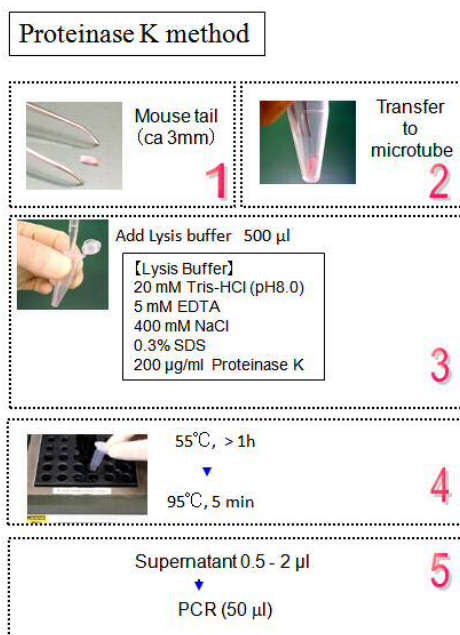 Proteinase K method
Mouse tail
(ca 3mm)
1
Transfer
to
microtube
2
Add Lysis buffer 500 µl
【Lysis Buffer】
20 mM Tris-HCl (pH8.0)
5 mM EDTA
400 mM NaCl
0.3% SDS
200 µg/ml Proteinase K
3
55℃, > 1h
95℃, 5 min
4
Supernatant 0.5 - 2 µl
PCR (50 µl)
5